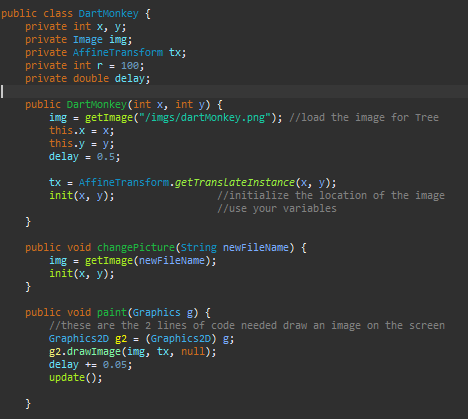 public class DartMonkey {
    private int x, y;
    private Image img;
    private AffineTransform tx;
    private int r = 100;
    private double delay;

    public DartMonkey(int x, int y) {
        img = getImage("/imgs/dartMonkey.png"); //load the image for Tree
        this.x = x;
        this.y = y;
        delay = 0.5;

        tx = AffineTransform.getTranslateInstance(x, y);
        init(x, y);                //initialize the location of the image
                                   //use your variables
    }

    public void changePicture(String newFileName) {
        img = getImage(newFileName);
        init(x, y);
    }

    public void paint(Graphics g) {
        //these are the 2 lines of code needed draw an image on the screen
        Graphics2D g2 = (Graphics2D) g;
        g2.drawImage(img, tx, null);
        delay += 0.05;
        update();

    }